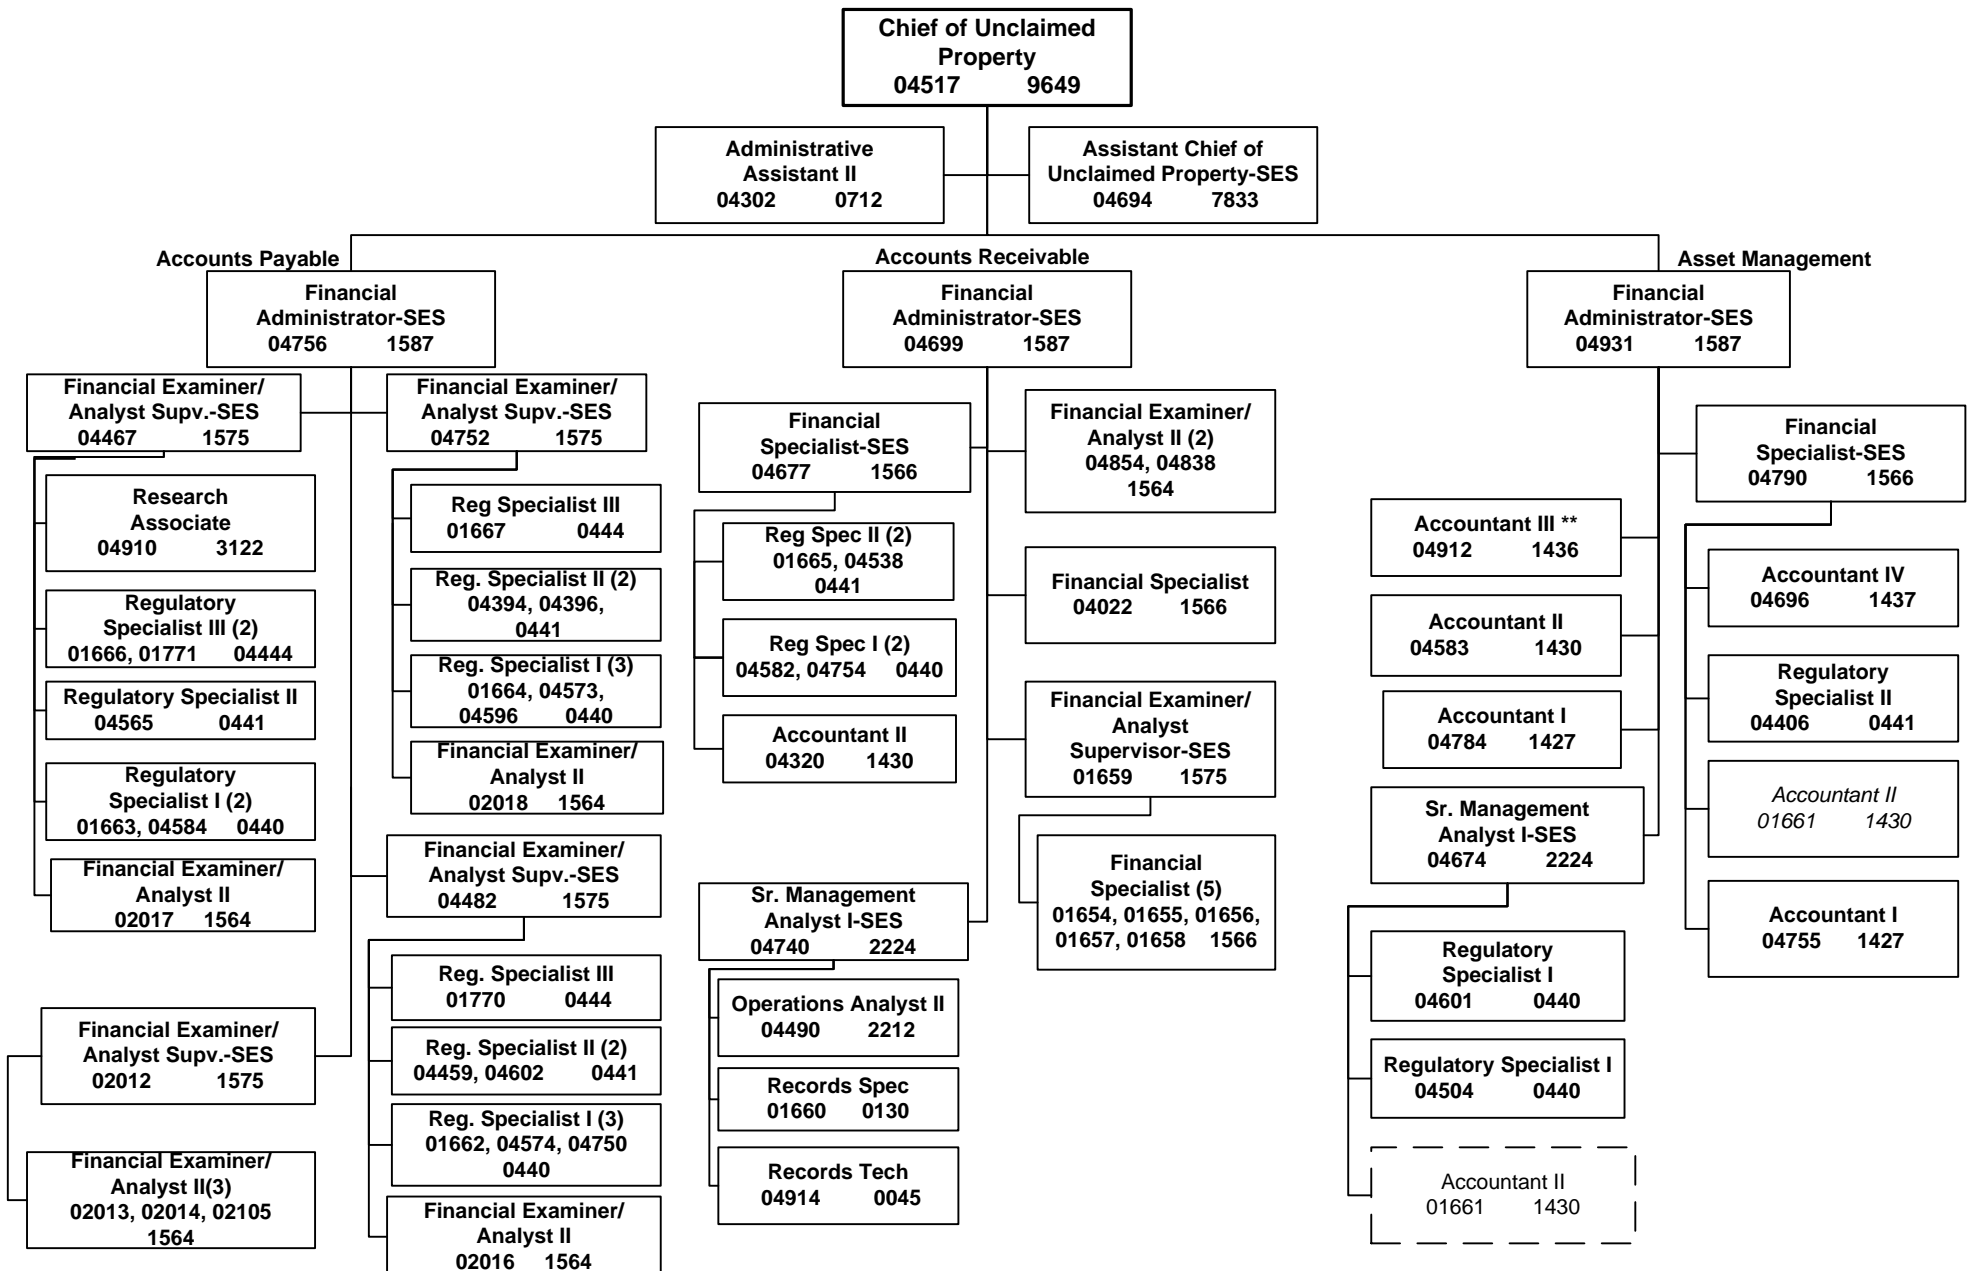 Chief of Unclaimed
Property
04517 9649
Administrative
Assistant II
04302 0712
Assistant Chief of
Unclaimed Property-SES
04694 7833
Accounts Payable
Financial
Administrator-SES
04756 1587
Financial Examiner/
Analyst Supv.-SES
04467 1575
Research
Associate
04910 3122
Regulatory
Specialist III (2)
01666, 01771 04444
Regulatory Specialist II
04565 0441
Regulatory
Specialist I (2)
01663, 04584 0440
Financial Examiner/
Analyst II
02017 1564
Financial Examiner/
Analyst Supv.-SES
04752 1575
Reg Specialist III
01667 0444
Reg. Specialist II (2)
04394, 04396,
0441
Reg. Specialist I (3)
01664, 04573,
04596 0440
Financial Examiner/
Analyst II
02018 1564
Financial Examiner/
Analyst Supv.-SES
04482 1575
Reg. Specialist III
01770 0444
Reg. Specialist II (2)
04459, 04602 0441
Reg. Specialist I (3)
01662, 04574, 04750
0440
Financial Examiner/
Analyst II
02016 1564
Financial Examiner/
Analyst Supv.-SES
02012 1575
Financial Examiner/
Analyst II(3)
02013, 02014, 02105
1564
Accounts Receivable
Financial
Administrator-SES
04699 1587
Financial
Specialist-SES
04677 1566
Reg Spec II (2)
01665, 04538
0441
Reg Spec I (2)
04582, 04754 0440
Accountant II
04320 1430
Financial Examiner/
Analyst II (2)
04854, 04838
1564
Financial Specialist
04022 1566
Financial Examiner/
Analyst
Supervisor-SES
01659 1575
Financial
Specialist (5)
01654, 01655, 01656,
01657, 01658 1566
Sr. Management
Analyst I-SES
04740 2224
Operations Analyst II
04490 2212
Records Spec
01660 0130
Records Tech
04914 0045
Asset Management
Financial
Administrator-SES
04931 1587
Financial
Specialist-SES
04790 1566
Accountant IV
04696 1437
Regulatory
Specialist II
04406 0441
Accountant II
01661 1430
Accountant I
04755 1427
Accountant III **
04912 1436
Accountant II
04583 1430
Accountant I
04784 1427
Sr. Management
Analyst I-SES
04674 2224
Regulatory
Specialist I
04601 0440
Regulatory Specialist I
04504 0440
Accountant II
01661 1430